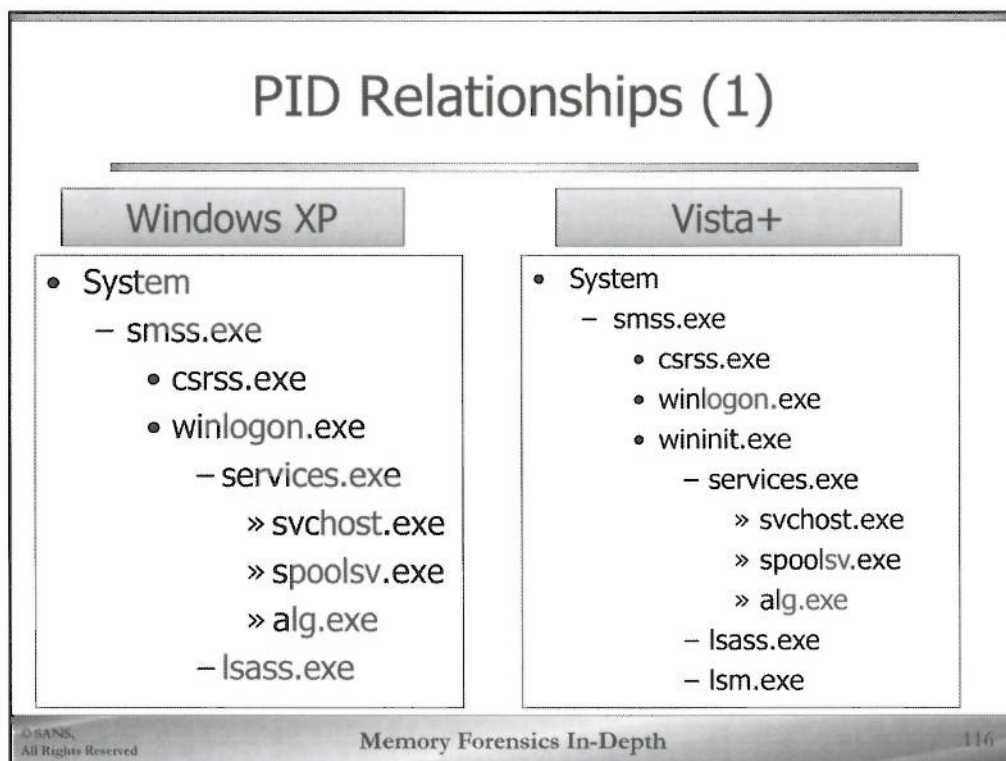 PID Relationships (1)
Windows XP
• System
– smss.exe
• csrss.exe
• winlogon.exe
– services.exe
» svchost.exe
» spoolsv.exe
» alg.exe
– lsass.exe
Vista+
• System
– smss.exe
• csrss.exe
• winlogon.exe
• wininit.exe
– services.exe
» svchost.exe
» spoolsv.exe
» alg.exe
– lsass.exe
– lsm.exe
© SANS,
All Rights Reserved
Memory Forensics In-Depth
116